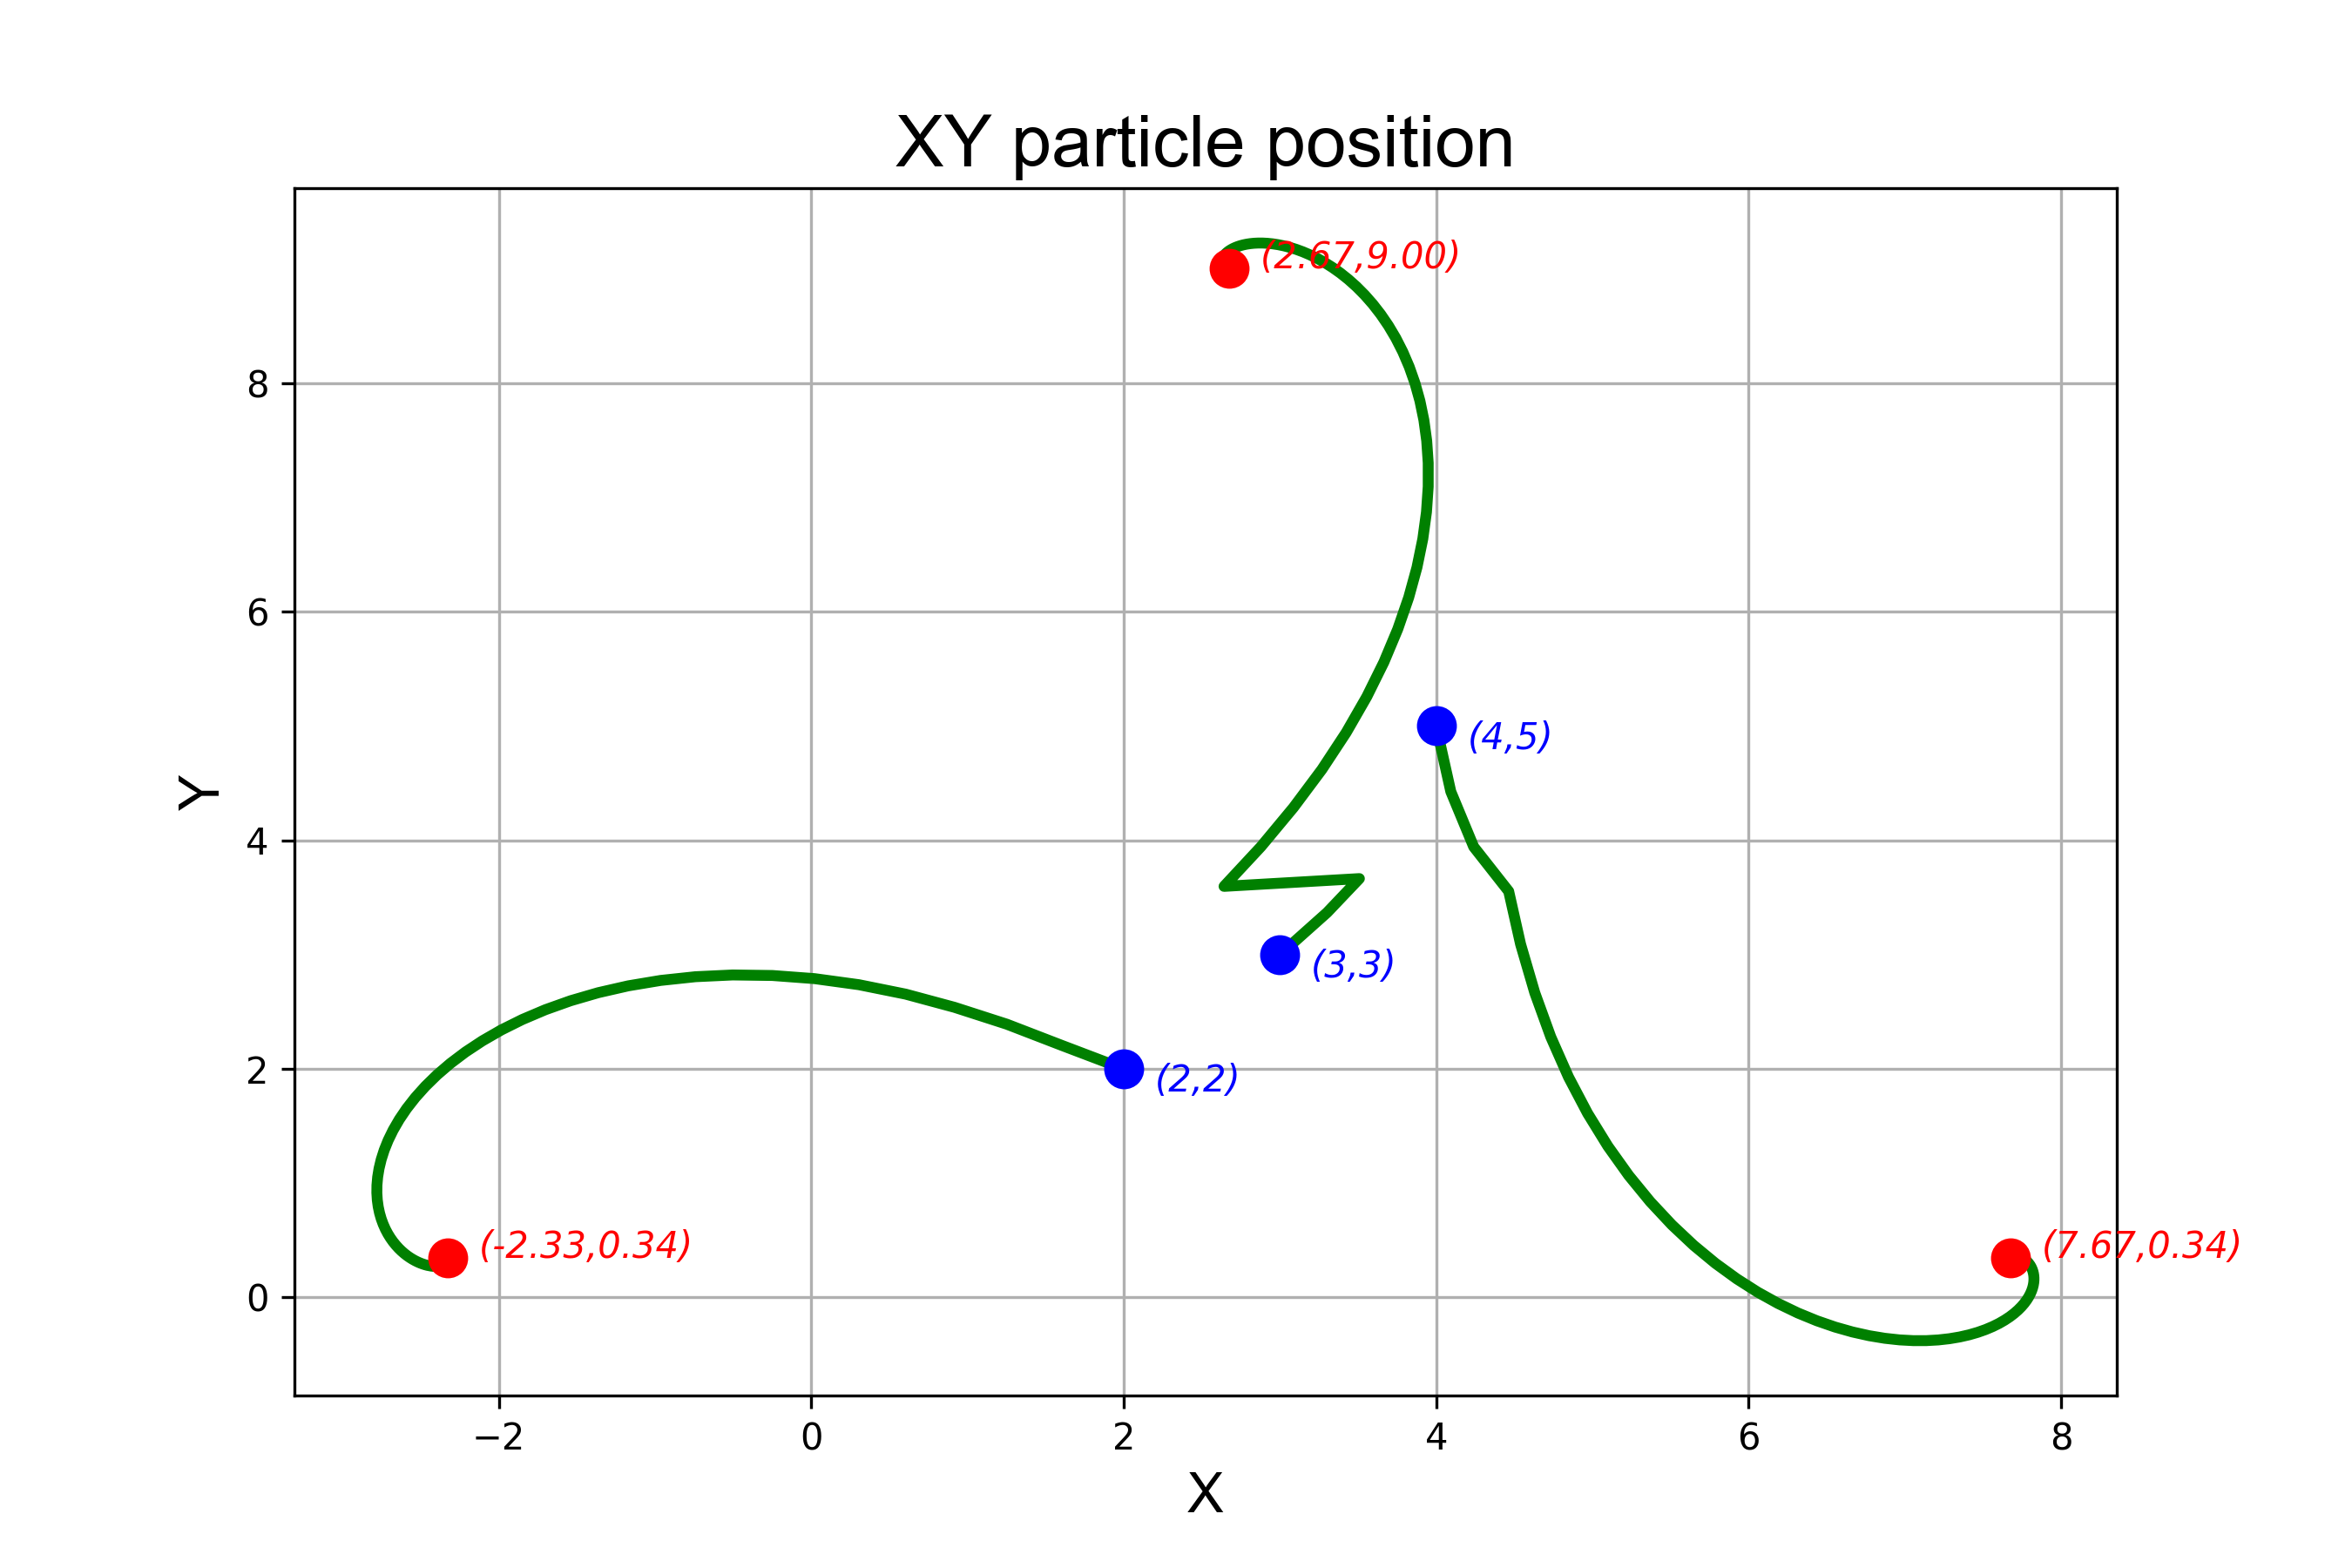 XY particle position
(2.67,9.00)
8
6
(4,5)
Y
4
(3,3)
2
(2,2)
(-2.33,0.34)
(7.67,0.34)
0
−2 0 2 4 6 8
X